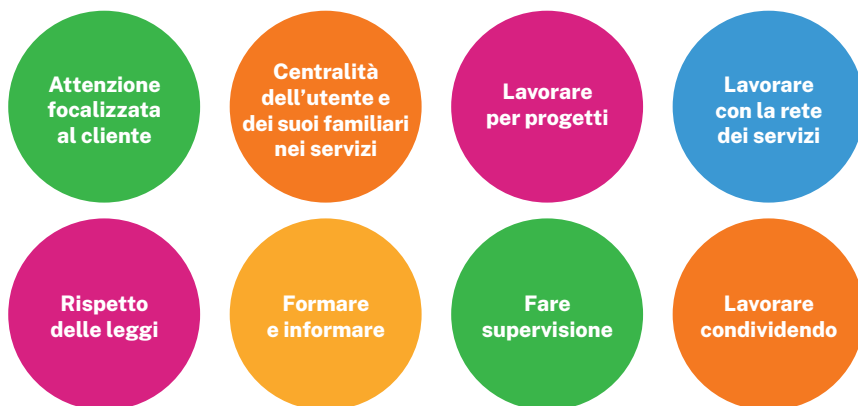 Attenzione
focalizzata
al cliente
Centralità
dell'utente e
dei suoi familiari
nei servizi
Lavorare
per progetti
Lavorare
con la rete
dei servizi
Rispetto
delle leggi
Formare
e informare
Fare
supervisione
Lavorare
condividendo